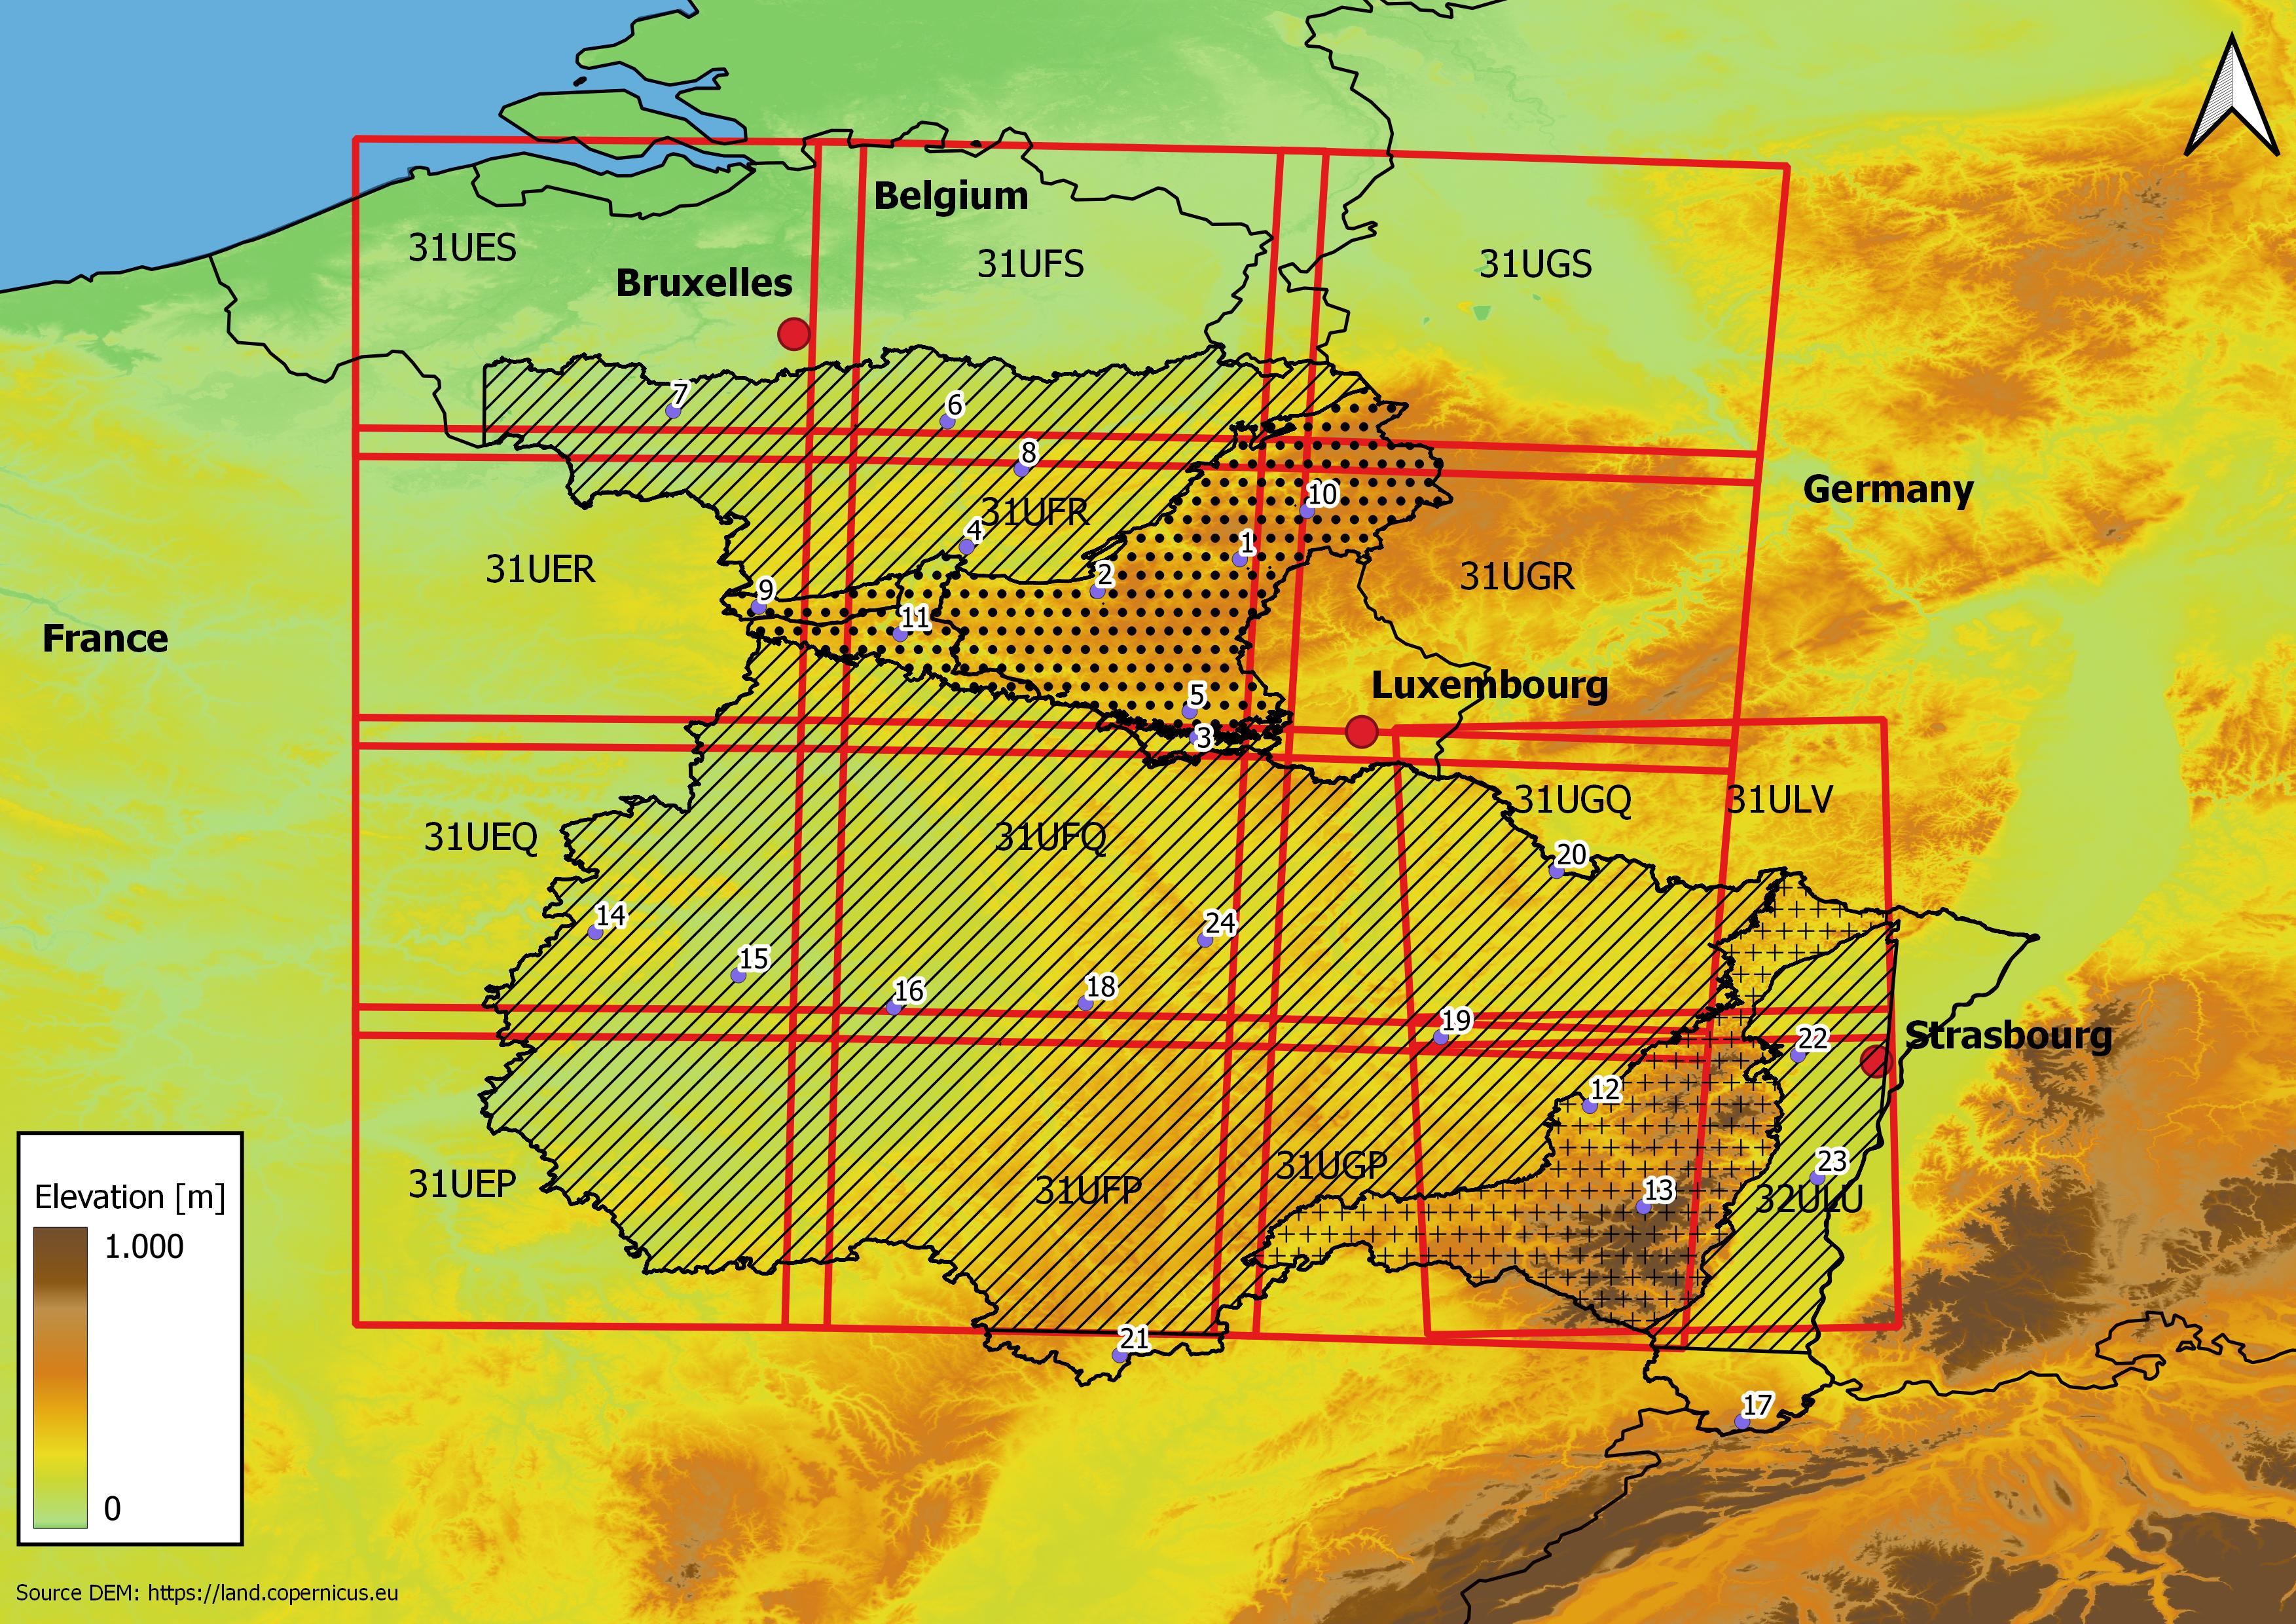 Belgium
31UES
31UFS
31UGS
Bruxelles
7
6
8
Germany
10
31UFR
4
1
31UER
2
31UGR
9
11
France
Luxembourg
5
3
31UGQ
31ULV
31UEQ
31UFQ
20
14
24
15
16
18
19
22
Strasbourg
12
23
31UGP
31UEP
31UFP
13
32ULU
Elevation [m]
1.000
0
21
17
Source DEM: https://land.copernicus.eu